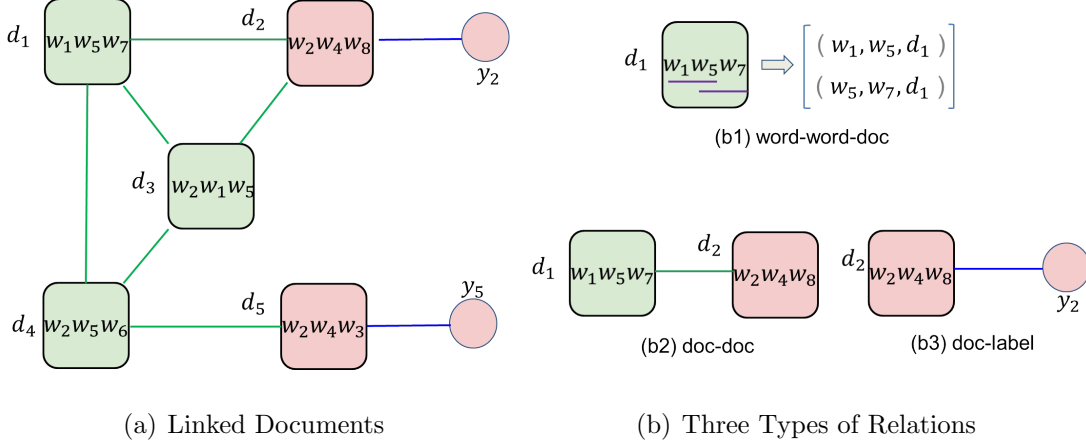 d₁ w₁w₅w₇
d₂ w₂w₄w₈
y₂
d₃ w₂w₁w₅
d₄ w₂w₅w₆
d₅ w₂w₄w₃
y₅
(a) Linked Documents
d₁ w₁w₅w₇
( w₁, w₅, d₁ )
( w₅, w₇, d₁ )
(b1) word-word-doc
d₁ w₁w₅w₇
d₂ w₂w₄w₈
(b2) doc-doc
d₂ w₂w₄w₈
y₂
(b3) doc-label
(b) Three Types of Relations